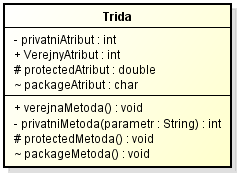 Trida
- privatniAtribut : int
+ VerejnyAtribut : int
# protectedAtribut : double
~ packageAtribut : char
+ verejnaMetoda() : void
- privatniMetoda(parametr : String) : int
# protectedMetoda() : void
~ packageMetoda() : void